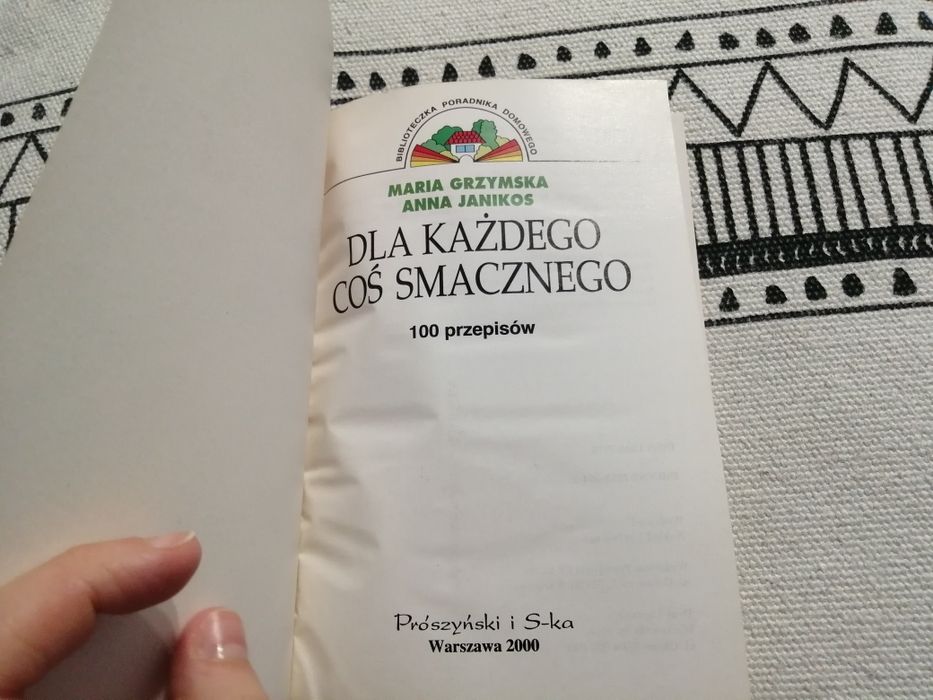 BIBLIOTECZKA PORADNIKA DOMOWEGO
MARIA GRZYMSKA
ANNA JANIKOS
DLA KAŻDEGO
COŚ SMACZNEGO
100 przepisów
Prószyński i S-ka
Warszawa 2000